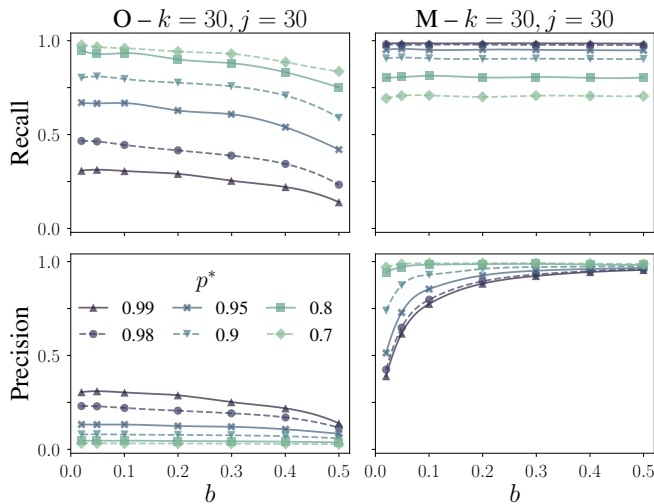 O – k = 30, j = 30
M – k = 30, j = 30
Recall
1.0
0.5
0.0
Precision
1.0
0.5
0.0
p*
0.99 0.95 0.8
0.98 0.9 0.7
0.0 0.1 0.2 0.3 0.4 0.5
0.0 0.1 0.2 0.3 0.4 0.5
b
b